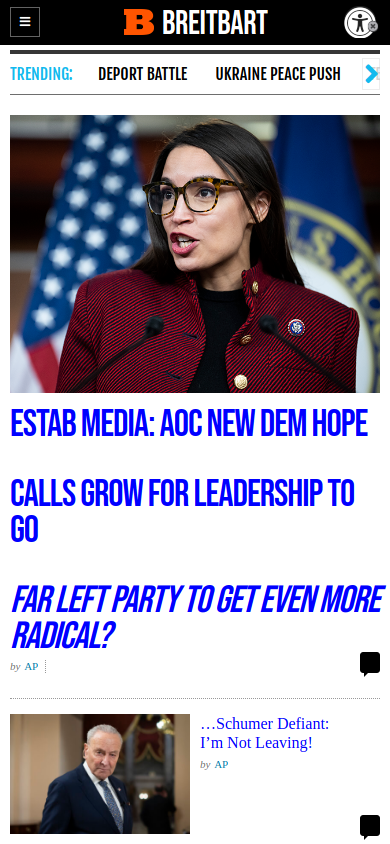 BREITBART
TRENDING: DEPORT BATTLE UKRAINE PEACE PUSH
ESTAB MEDIA: AOC NEW DEM HOPE
CALLS GROW FOR LEADERSHIP TO
GO
FAR LEFT PARTY TO GET EVEN MORE
RADICAL?
by AP
…Schumer Defiant:
I'm Not Leaving!
by AP